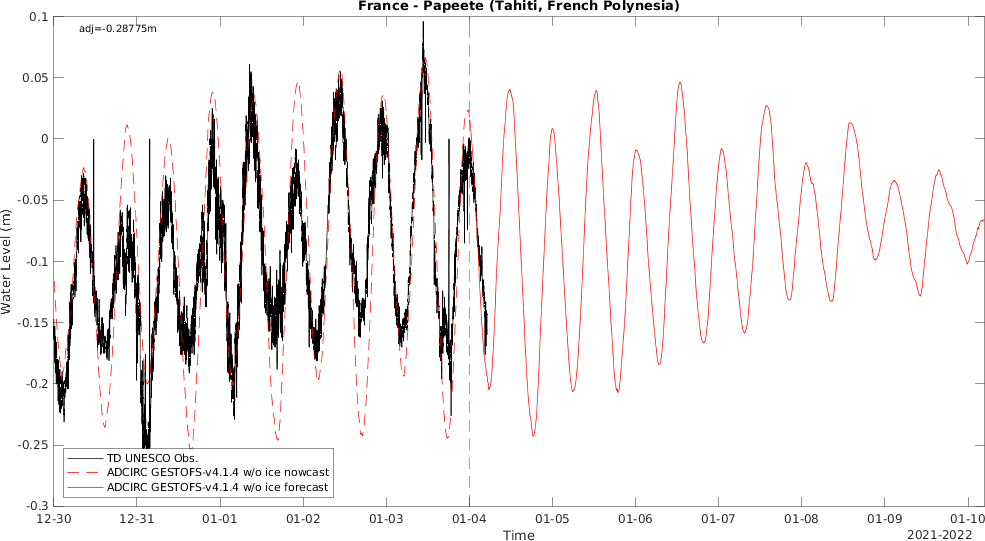 France - Papeete (Tahiti, French Polynesia)
adj=-0.28775m
0.1
0.05
0
-0.05
-0.1
-0.15
-0.2
-0.25
-0.3
Water Level (m)
TD UNESCO Obs.
ADCIRC GESTOFS-v4.1.4 w/o ice nowcast
ADCIRC GESTOFS-v4.1.4 w/o ice forecast
12-30 12-31 01-01 01-02 01-03 01-04 01-05 01-06 01-07 01-08 01-09 01-10
Time
2021-2022